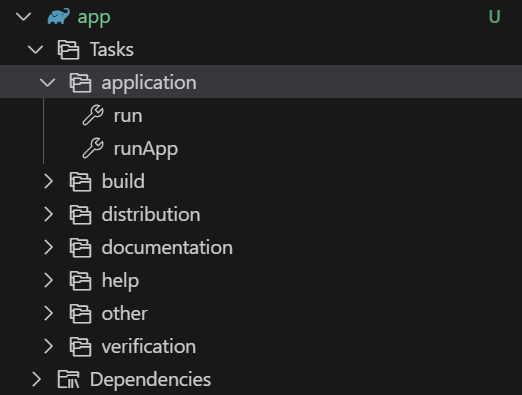 app U
Tasks
application
run
runApp
build
distribution
documentation
help
other
verification
Dependencies